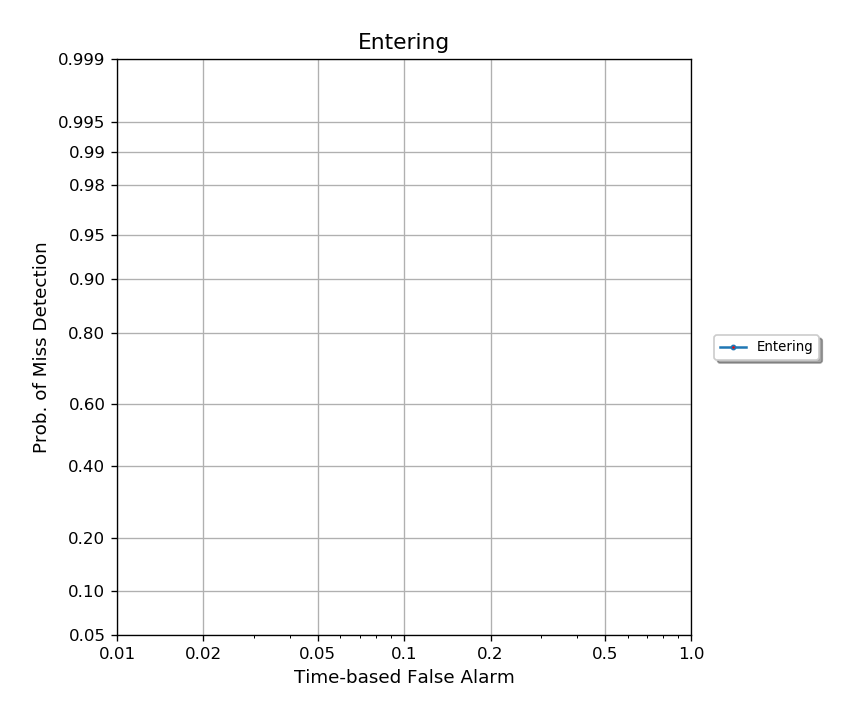 Entering
0.999
0.995
0.99
0.98
0.95
0.90
0.80
0.60
0.40
0.20
0.10
0.05
Prob. of Miss Detection
0.01 0.02 0.05 0.1 0.2 0.5 1.0
Time-based False Alarm
Entering